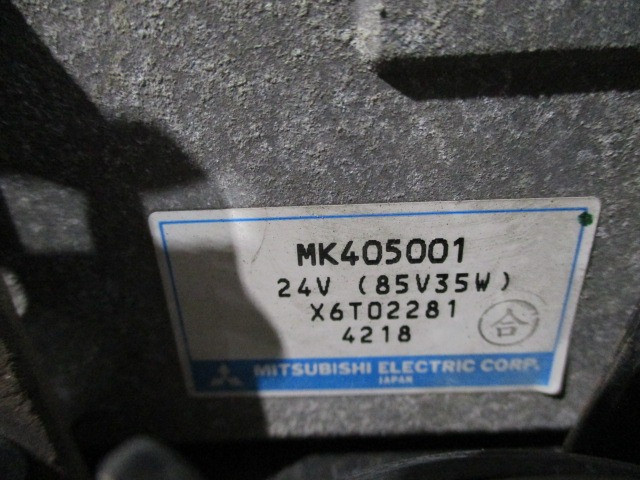 MK405001
24V (85V35W)
X6T02281
合
4218
MITSUBISHI ELECTRIC CORP.
JAPAN